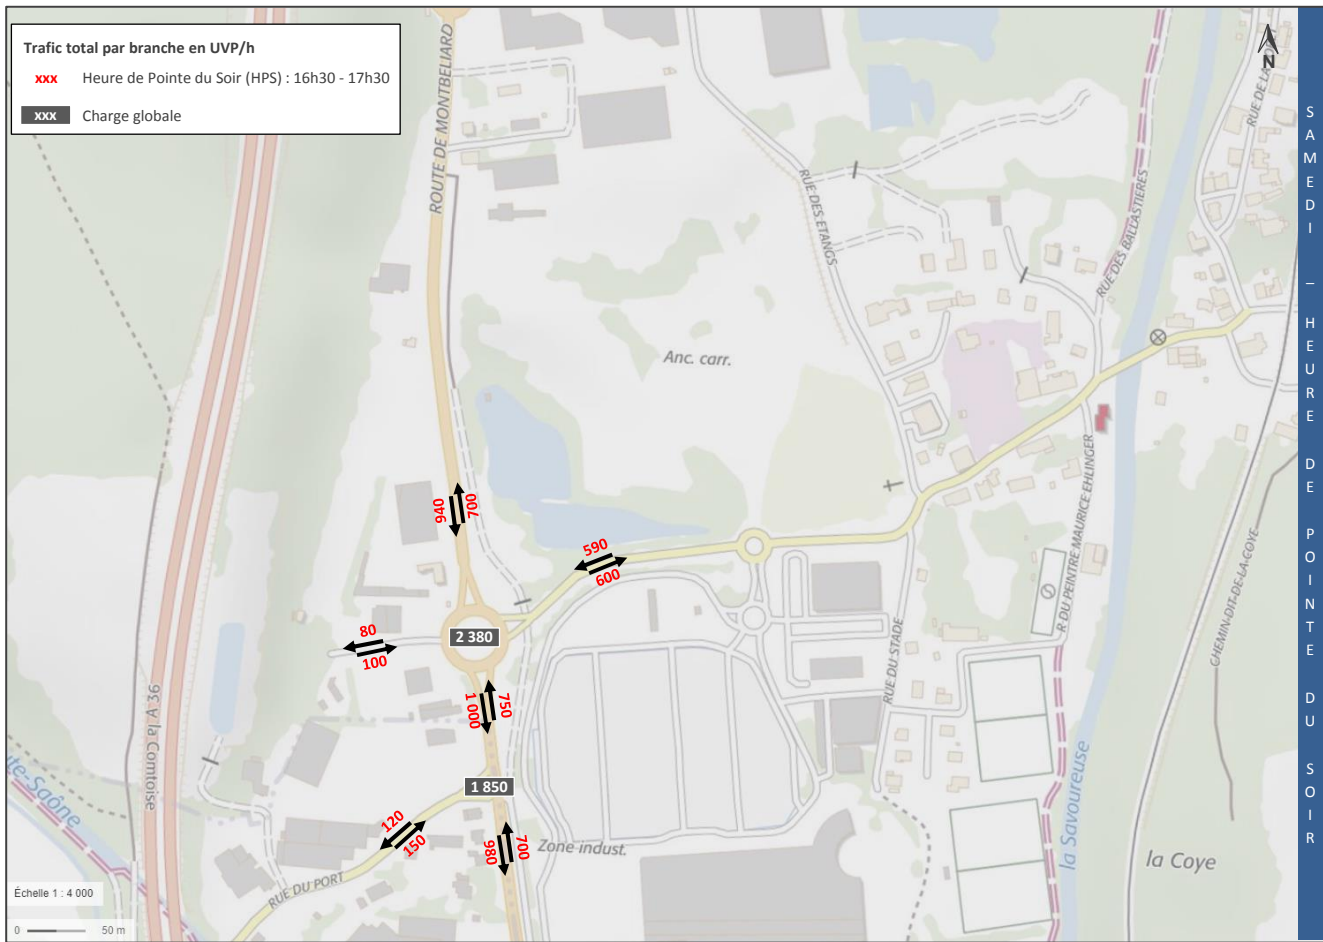 Trafic total par branche en UVP/h
xxx Heure de Pointe du Soir (HPS) : 16h30 - 17h30
xxx Charge globale
N
SAMEDI – HEURE DE POINTE DU SOIR
ROUTE DE MONTBELIARD
RUE DES ETANGS
RUE DES BALLASTIERES
Anc. carr.
940
700
590
600
80
100
2 380
1 000
750
1 850
120
150
980
700
R DU PEINTRE MAURICE EHLINGER
RUE DU STADE
CHEMIN-DIT-DE-LA-COYE
la Savoureuse
la Coye
Zone indust.
RUE DU PORT
A 36 la Comtoise
ute-Saône
Échelle 1 : 4 000
0 50 m